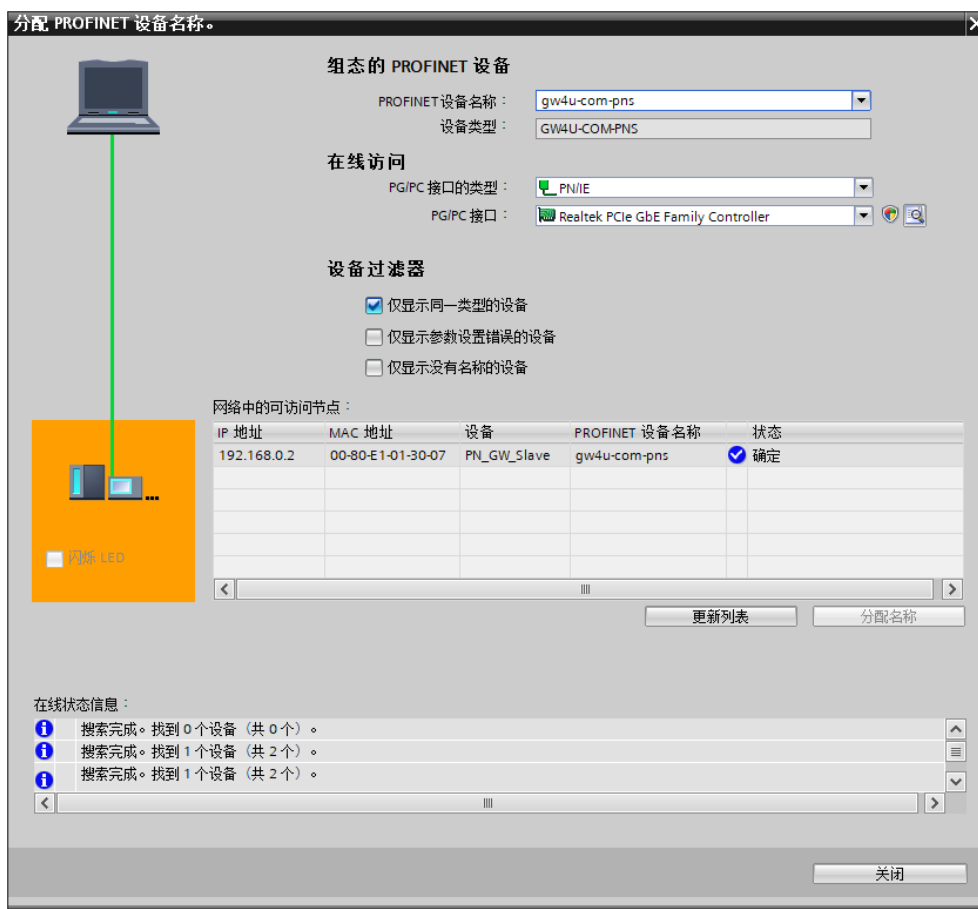 分配 PROFINET 设备名称。
组态的 PROFINET 设备
PROFINET设备名称： gw4u-com-pns
设备类型： GW4U-COM-PNS
在线访问
PG/PC 接口的类型： PN/IE
PG/PC 接口： Realtek PCIe GbE Family Controller
设备过滤器
仅显示同一类型的设备
仅显示参数设置错误的设备
仅显示没有名称的设备
网络中的可访问节点：
IP 地址 MAC 地址 设备 PROFINET 设备名称 状态
192.168.0.2 00-80-E1-01-30-07 PN_GW_Slave gw4u-com-pns 确定
闪烁 LED
更新列表 分配名称
在线状态信息：
搜索完成。找到 0 个设备（共 0 个）。
搜索完成。找到 1 个设备（共 2 个）。
搜索完成。找到 1 个设备（共 2 个）。
关闭